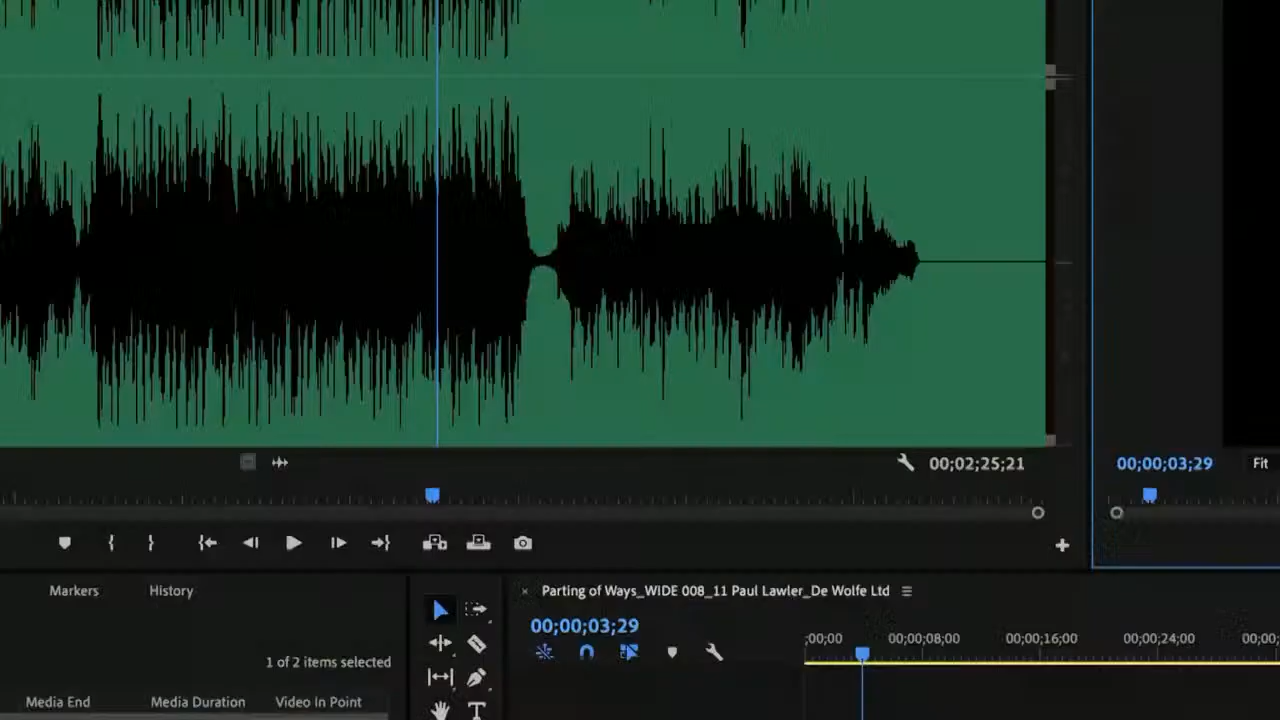 00;02;25;21
00;00;03;29
Fit
Markers
History
Parting of Ways_WIDE 008_11 Paul Lawler_De Wolfe Ltd
00;00;03;29
;00;00
00;00;08;00
00;00;16;00
00;00;24;00
00;00;
1 of 2 items selected
Media End
Media Duration
Video In Point